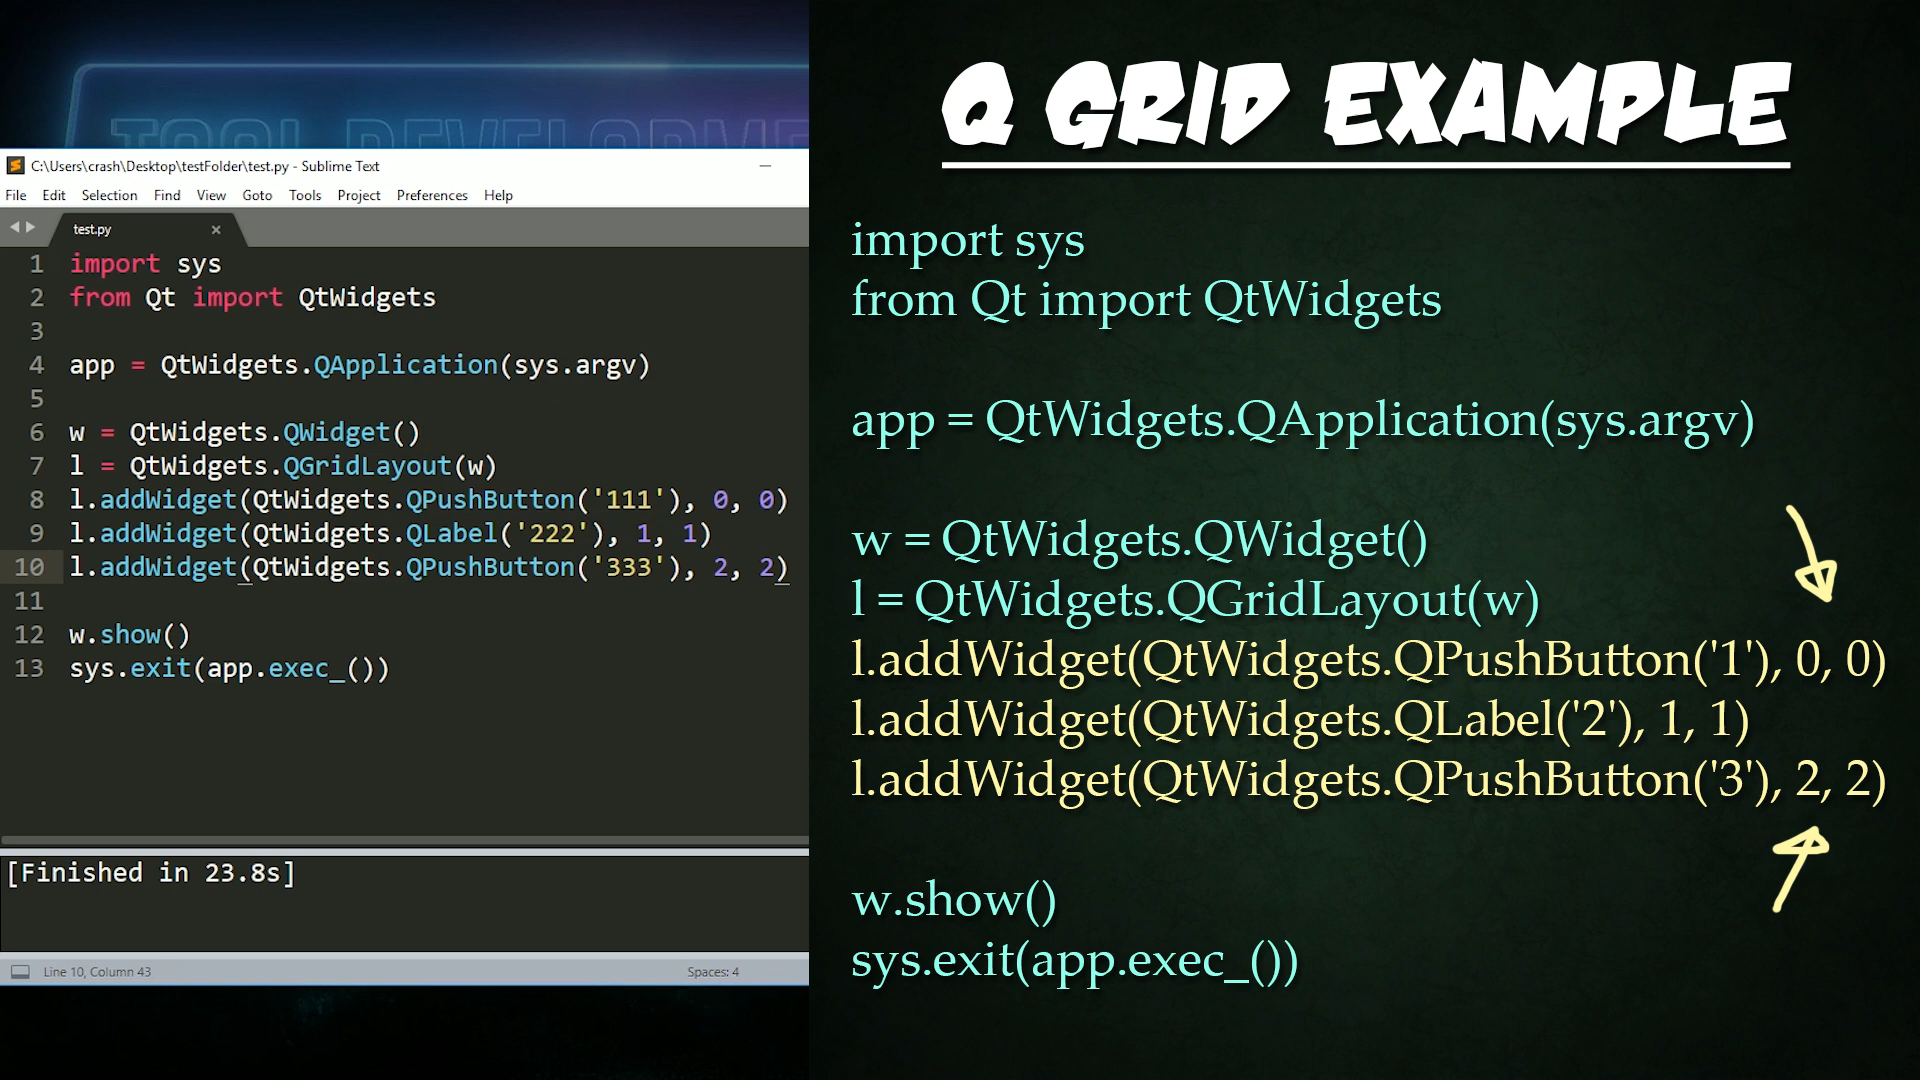 TOOL DEVELOPME
C:\Users\crash\Desktop\testFolder\test.py - Sublime Text
File Edit Selection Find View Goto Tools Project Preferences Help
test.py
1 import sys
2 from Qt import QtWidgets
3
4 app = QtWidgets.QApplication(sys.argv)
5
6 w = QtWidgets.QWidget()
7 l = QtWidgets.QGridLayout(w)
8 l.addWidget(QtWidgets.QPushButton('111'), 0, 0)
9 l.addWidget(QtWidgets.QLabel('222'), 1, 1)
10 l.addWidget(QtWidgets.QPushButton('333'), 2, 2)
11
12 w.show()
13 sys.exit(app.exec_())
[Finished in 23.8s]
Line 10, Column 43 Spaces: 4
Q GRID EXAMPLE
import sys
from Qt import QtWidgets
app = QtWidgets.QApplication(sys.argv)
w = QtWidgets.QWidget()
l = QtWidgets.QGridLayout(w)
l.addWidget(QtWidgets.QPushButton('1'), 0, 0)
l.addWidget(QtWidgets.QLabel('2'), 1, 1)
l.addWidget(QtWidgets.QPushButton('3'), 2, 2)
w.show()
sys.exit(app.exec_())